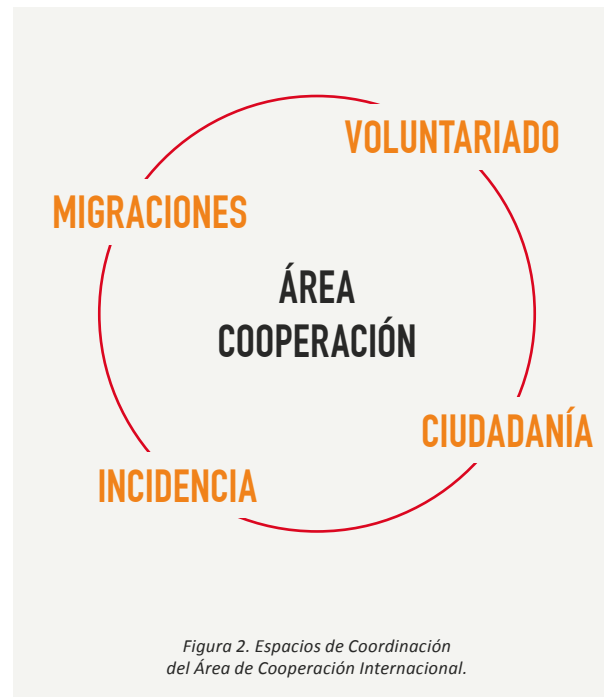 VOLUNTARIADO
MIGRACIONES
ÁREA
COOPERACIÓN
CIUDADANÍA
INCIDENCIA
Figura 2. Espacios de Coordinación
del Área de Cooperación Internacional.